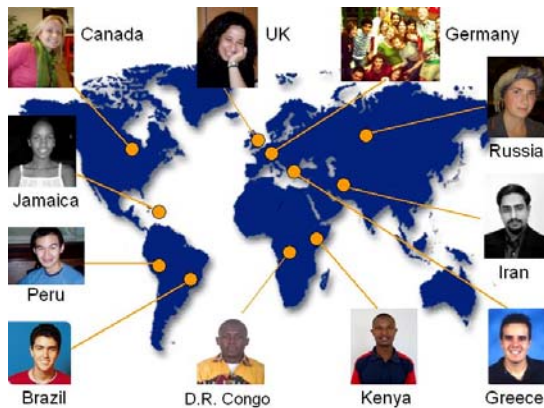 Canada
UK
Germany
Jamaica
Russia
Peru
Iran
Brazil
D.R. Congo
Kenya
Greece